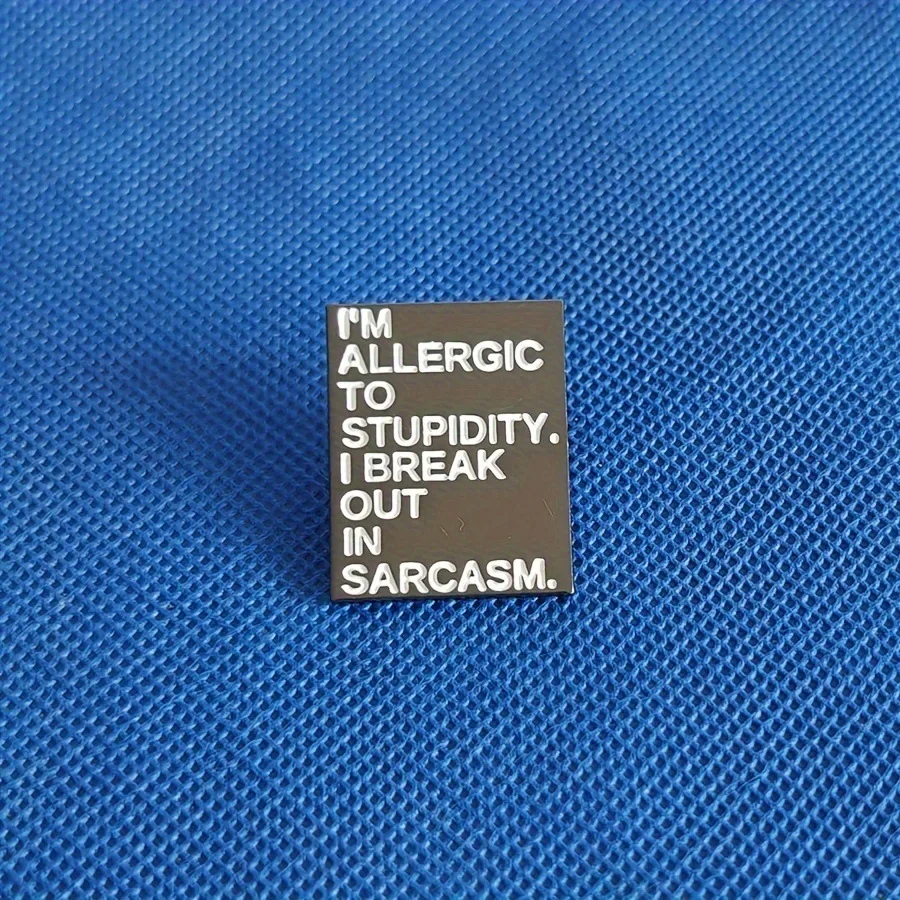 I'M
ALLERGIC
TO
STUPIDITY.
I BREAK
OUT
IN
SARCASM.